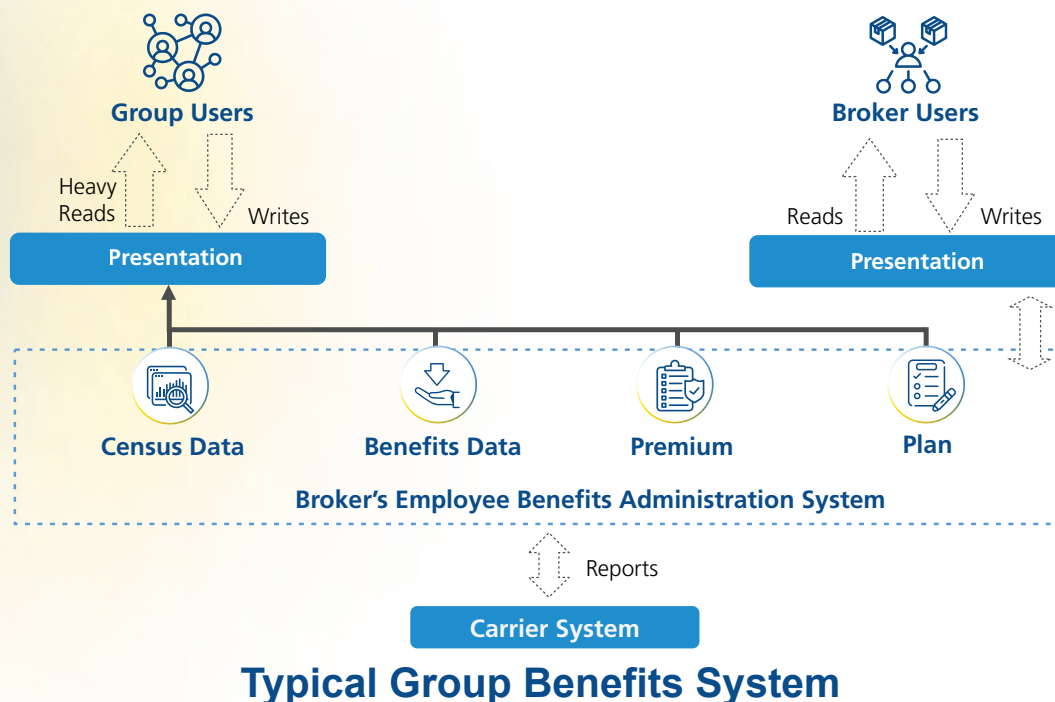 Group Users
Broker Users
Heavy
Reads
Writes
Reads
Writes
Presentation
Presentation
Census Data
Benefits Data
Premium
Plan
Broker’s Employee Benefits Administration System
Reports
Carrier System
Typical Group Benefits System